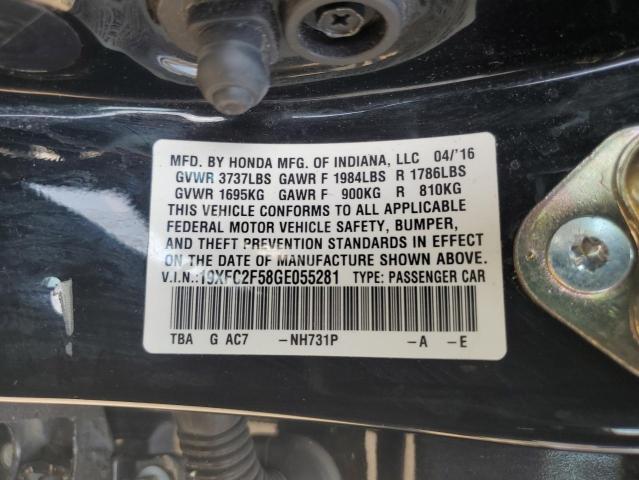 MFD. BY HONDA MFG. OF INDIANA, LLC 04/'16
GVWR 3737LBS GAWR F 1984LBS R 1786LBS
GVWR 1695KG GAWR F 900KG R 810KG
THIS VEHICLE CONFORMS TO ALL APPLICABLE
FEDERAL MOTOR VEHICLE SAFETY, BUMPER,
AND THEFT PREVENTION STANDARDS IN EFFECT
ON THE DATE OF MANUFACTURE SHOWN ABOVE.
V.I.N.:19XFC2F58GE055281 TYPE: PASSENGER CAR
TBA G AC7 -NH731P -A -E